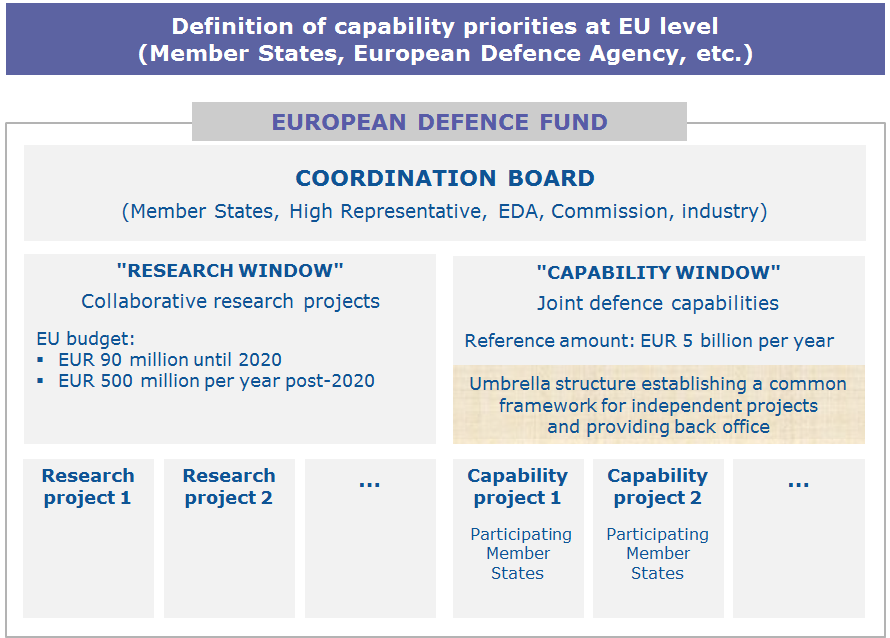 Definition of capability priorities at EU level
(Member States, European Defence Agency, etc.)
EUROPEAN DEFENCE FUND
COORDINATION BOARD
(Member States, High Representative, EDA, Commission, industry)
"RESEARCH WINDOW"
Collaborative research projects
EU budget:
▪ EUR 90 million until 2020
▪ EUR 500 million per year post-2020
"CAPABILITY WINDOW"
Joint defence capabilities
Reference amount: EUR 5 billion per year
Umbrella structure establishing a common
framework for independent projects
and providing back office
Research
project 1
Research
project 2
...
Capability
project 1
Participating
Member
States
Capability
project 2
Participating
Member
States
...